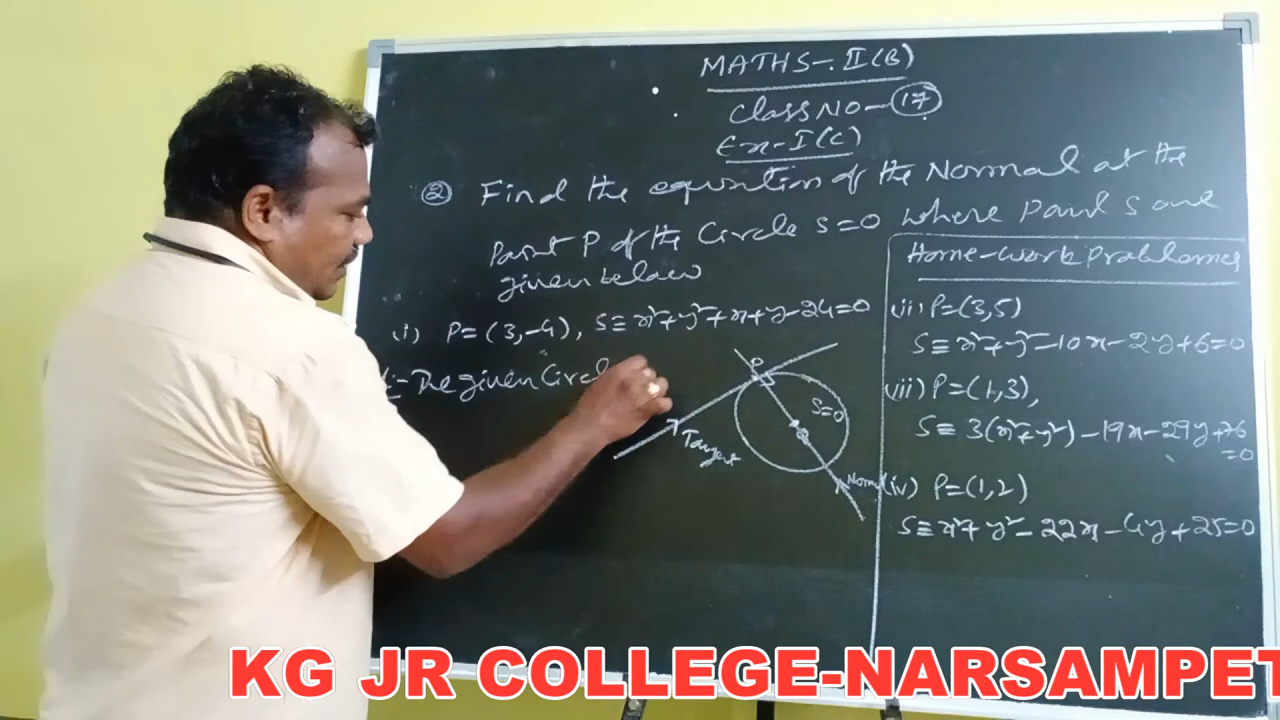 MATHS-II(B)
Class NO-17
Ex-I(C)
② Find the equation of the Normal at the
Point P of the Circle S=0 where P and S are
given below
(i) P=(3,-4), S≡x²+y²+x+y-24=0
The given Circle
P
S=0
Tangent
Normal
Home-work Problems
(ii) P=(3,5)
S≡x²+y²-10x-2y+6=0
(iii) P=(1,3),
S≡3(x²+y²)-19x-29y+76
=0
(iv) P=(1,2)
S≡x²+y²-22x-4y+25=0
KG JR COLLEGE-NARSAMPET